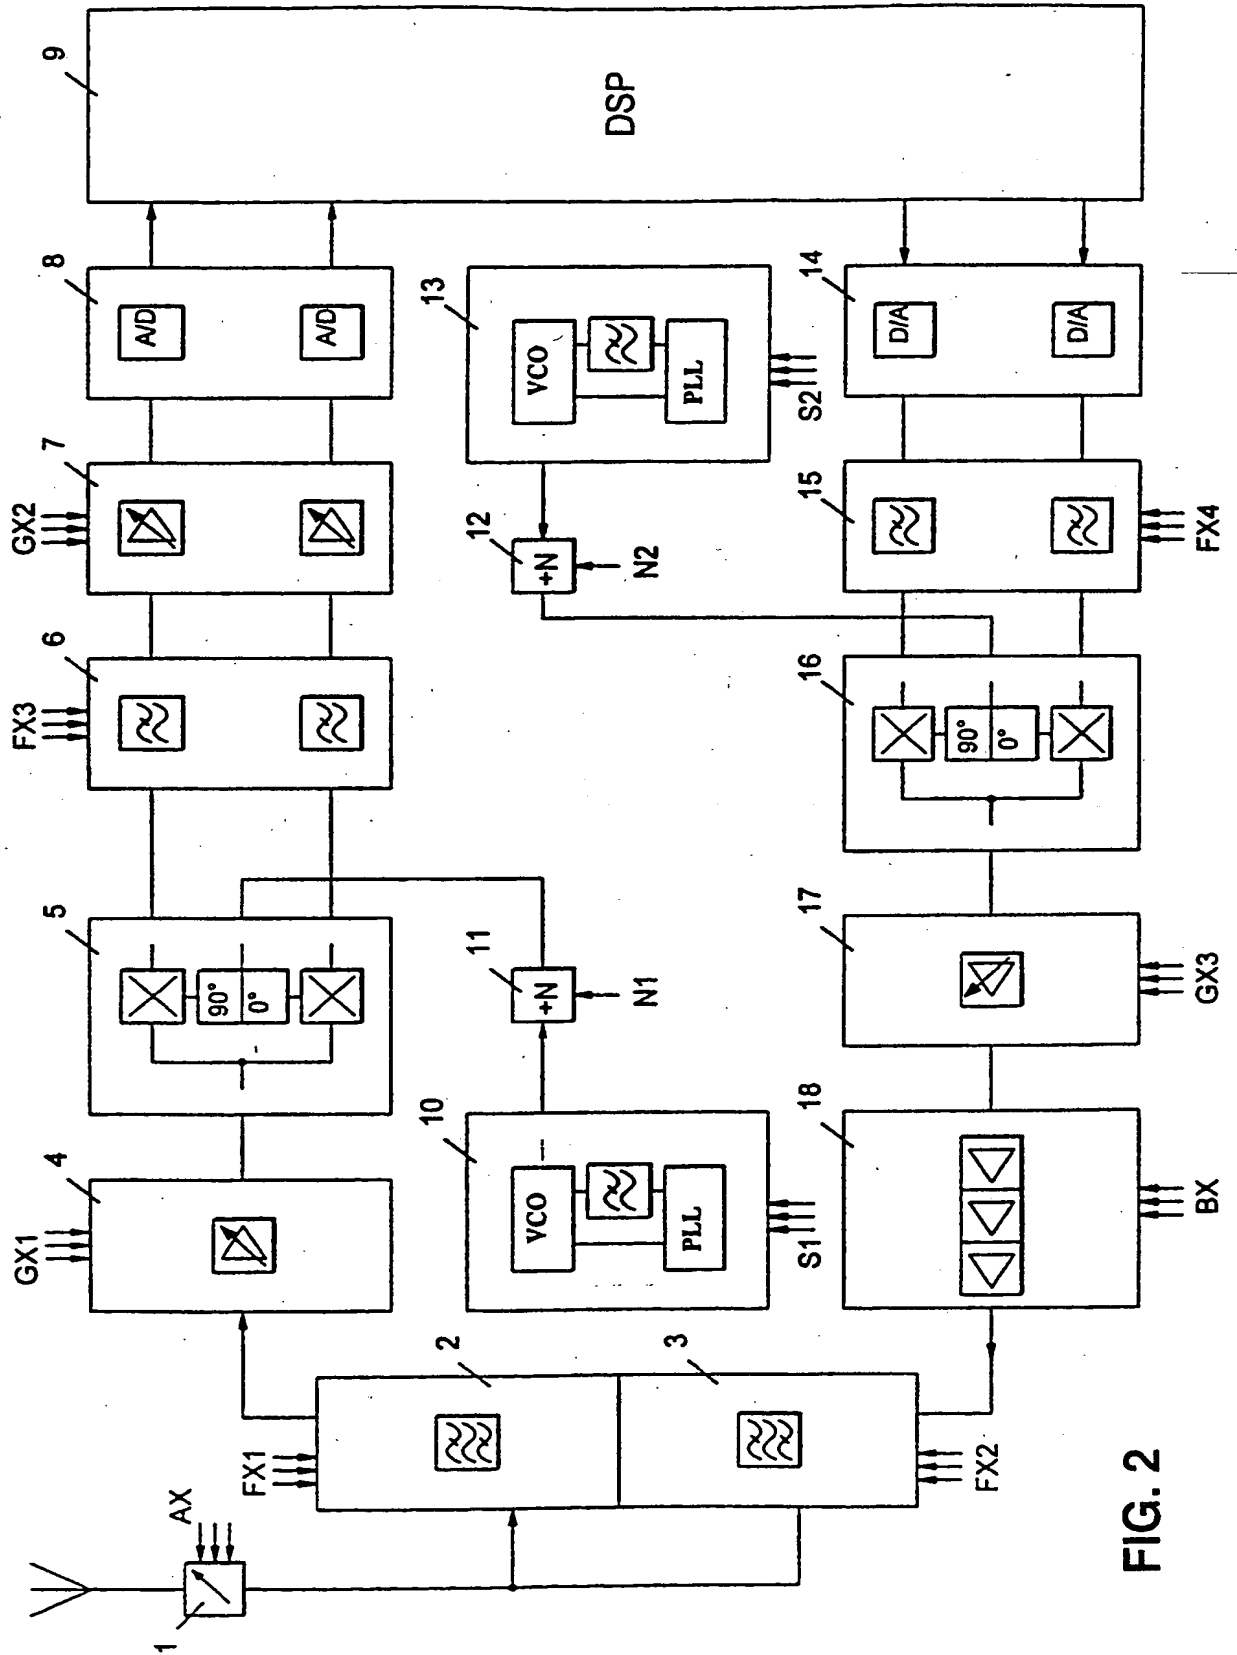 9
DSP
8
A/D
A/D
7
GX2
6
FX3
5
90°
0°
4
GX1
13
VCO
PLL
S2
12
+N
N2
11
+N
N1
10
VCO
PLL
S1
14
D/A
D/A
15
FX4
16
90°
0°
17
GX3
18
BX
2
FX1
3
FX2
AX
1
FIG. 2